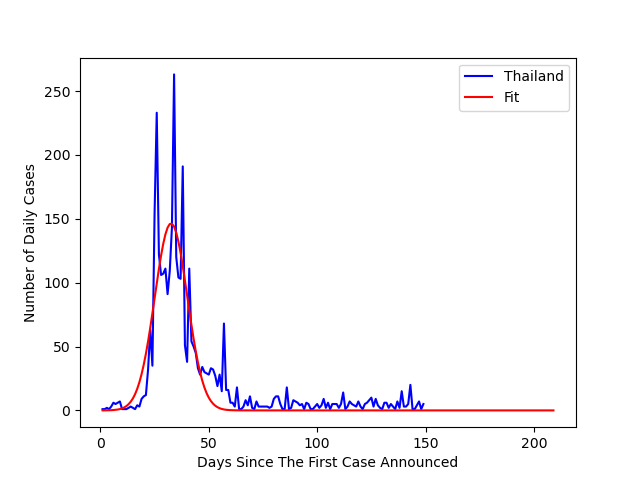 Thailand
Fit
250
200
150
100
50
0
Number of Daily Cases
0 50 100 150 200
Days Since The First Case Announced